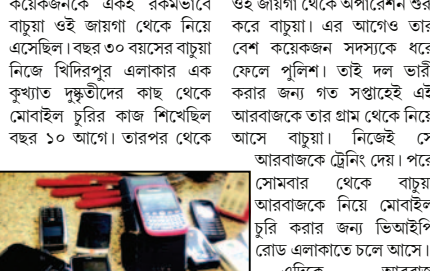 কয়েকজনকে একই রকমভাবে
বাচুয়া ওই জায়গা থেকে নিয়ে
এসেছিল। বছর ৩০ বয়সের বাচুয়া
নিজে খিদিরপুর এলাকার এক
কুখ্যাত দুষ্কৃতীদের কাছ থেকে
মোবাইল চুরির কাজ শিখেছিল
বছর ১০ আগে। তারপর থেকে
ওই জায়গা থেকে অপারেশন শুরু
করে বাচুয়া। এর আগেও তার
বেশ কয়েকজন সদস্যকে ধরে
ফেলে পুলিশ। তাই দল ভারী
করার জন্য গত সপ্তাহেই এই
আরবাজকে তার গ্রাম থেকে নিয়ে
আসে বাচুয়া। নিজেই সে
আরবাজকে ট্রেনিং দেয়। পরে
সোমবার থেকে বাচুয়া
আরবাজকে নিয়ে মোবাইল
চুরি করার জন্য ভিআইপি
রোড এলাকাতে চলে আসে।